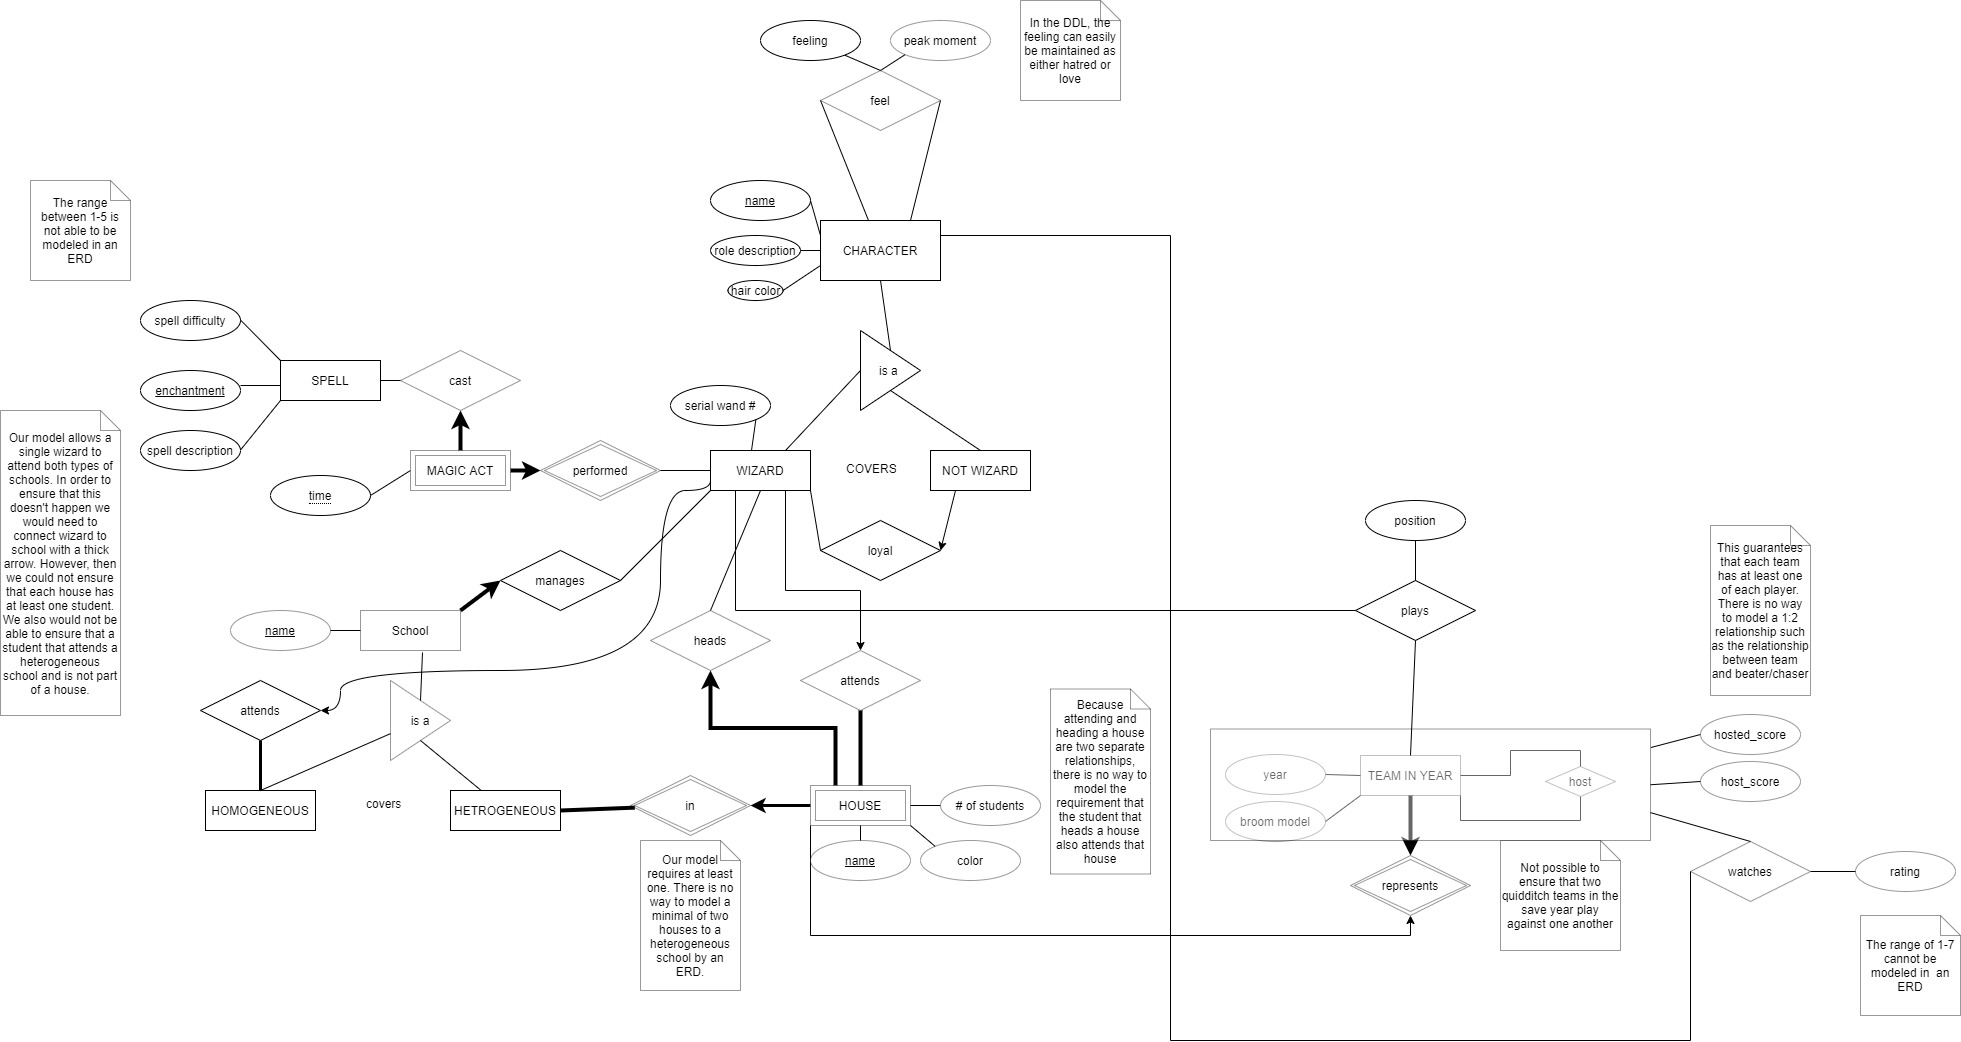 feeling
peak moment
In the DDL, the
feeling can easily
be maintained as
either hatred or
love
feel
The range
between 1-5 is
not able to be
modeled in an
ERD
name
role description
CHARACTER
hair color
spell difficulty
SPELL
cast
is a
enchantment
serial wand #
spell description
MAGIC ACT
performed
WIZARD
COVERS
NOT WIZARD
time
Our model allows a
single wizard to
attend both types of
schools. In order to
ensure that this
doesn't happen we
would need to
connect wizard to
school with a thick
arrow. However, then
we could not ensure
that each house has
at least one student.
We also would not be
able to ensure that a
student that attends a
heterogeneous
school and is not part
of a house.
position
loyal
manages
This guarantees
that each team
has at least one
of each player.
There is no way
to model a 1:2
relationship such
as the relationship
between team
and beater/chaser
plays
name
School
heads
attends
attends
is a
Because
attending and
heading a house
are two separate
relationships,
there is no way to
model the
requirement that
the student that
heads a house
also attends that
house
hosted_score
year
TEAM IN YEAR
host
host_score
broom model
HOMOGENEOUS
covers
HETROGENEOUS
in
HOUSE
# of students
name
color
Our model
requires at least
one. There is no
way to model a
minimal of two
houses to a
heterogeneous
school by an
ERD.
represents
Not possible to
ensure that two
quidditch teams in the
save year play
against one another
watches
rating
The range of 1-7
cannot be
modeled in an
ERD